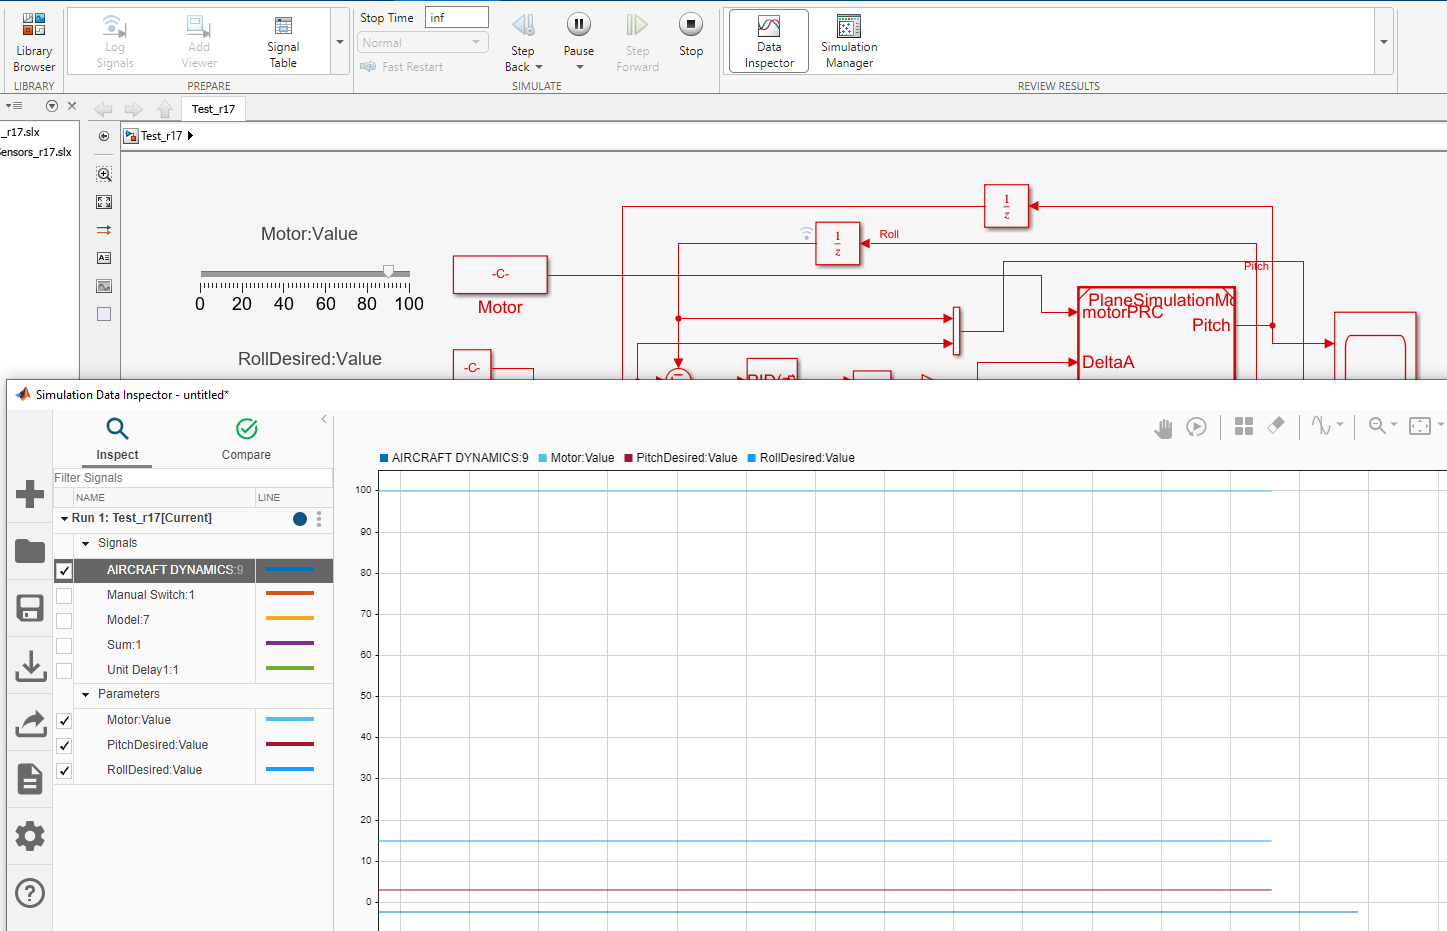 Library
Browser
LIBRARY
Log
Signals
Add
Viewer
Signal
Table
PREPARE
Stop Time inf
Normal
Fast Restart
Step
Back
Pause
Step
Forward
Stop
SIMULATE
Data
Inspector
Simulation
Manager
REVIEW RESULTS
_r17.slx
ensors_r17.slx
Test_r17
Test_r17
Motor:Value
0 20 40 60 80 100
-C-
Motor
RollDesired:Value
-C-
1
z
1
z
Roll
Pitch
PlaneSimulationMo
motorPRC
Pitch
DeltaA
Simulation Data Inspector - untitled*
Inspect
Compare
Filter Signals
NAME LINE
Run 1: Test_r17[Current]
Signals
AIRCRAFT DYNAMICS:9
Manual Switch:1
Model:7
Sum:1
Unit Delay1:1
Parameters
Motor:Value
PitchDesired:Value
RollDesired:Value
AIRCRAFT DYNAMICS:9 Motor:Value PitchDesired:Value RollDesired:Value
100
90
80
70
60
50
40
30
20
10
0